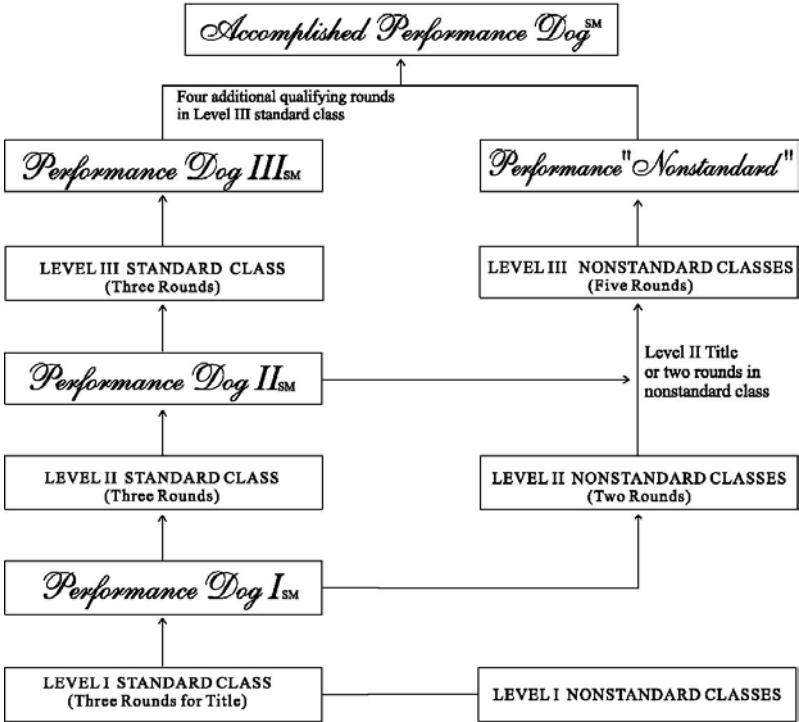 Accomplished Performance Dog SM
Four additional qualifying rounds
in Level III standard class
Performance Dog III SM
Performance "Nonstandard"
LEVEL III STANDARD CLASS
(Three Rounds)
LEVEL III NONSTANDARD CLASSES
(Five Rounds)
Performance Dog II SM
Level II Title
or two rounds in
nonstandard class
LEVEL II STANDARD CLASS
(Three Rounds)
LEVEL II NONSTANDARD CLASSES
(Two Rounds)
Performance Dog I SM
LEVEL I STANDARD CLASS
(Three Rounds for Title)
LEVEL I NONSTANDARD CLASSES